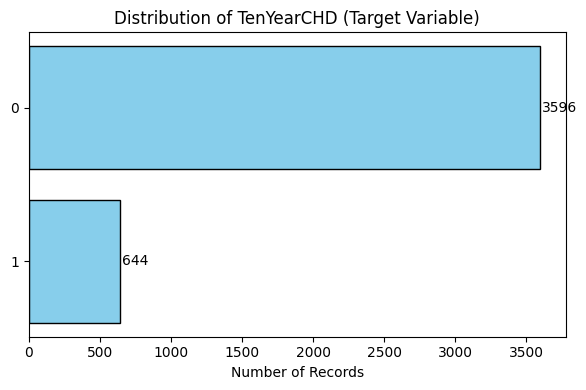 Distribution of TenYearCHD (Target Variable)
0
3596
1
644
0 500 1000 1500 2000 2500 3000 3500
Number of Records